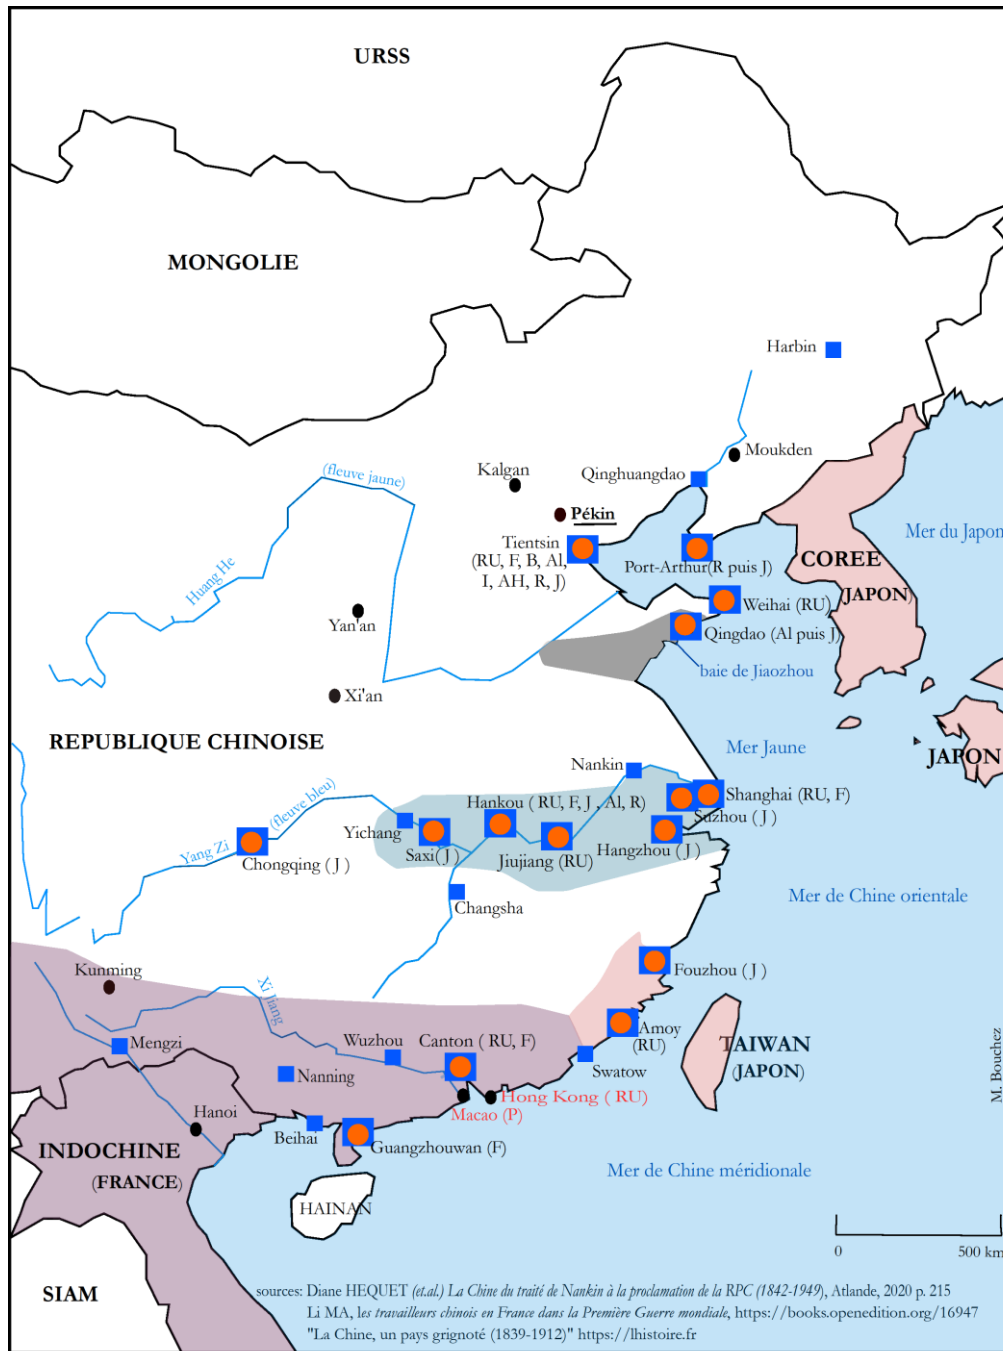 URSS
MONGOLIE
Harbin
(fleuve jaune)
Kalgan
Moukden
Qinghuangdao
Pékin
Mer du Japon
Tientsin
(RU, F, B, Al,
I, AH, R, J)
Port-Arthur(R puis J)
COREE
(JAPON)
Huang He
Weihai (RU)
Yan'an
Qingdao (Al puis J)
baie de Jiaozhou
Xi'an
REPUBLIQUE CHINOISE
Mer Jaune
JAPON
Nankin
(fleuve bleu)
Hankou ( RU, F, J , Al, R)
Shanghai (RU, F)
Suzhou ( J )
Yichang
Saxi( J )
Hangzhou ( J )
Yang Zi
Chongqing ( J )
Jiujiang (RU)
Changsha
Mer de Chine orientale
Kunming
Fouzhou ( J )
Xi Jiang
Mengzi
Wuzhou
Canton ( RU, F)
Amoy
(RU)
TAIWAN
(JAPON)
Swatow
Nanning
Hong Kong ( RU)
Macao (P)
M. Bouchez
Hanoi
Beihai
Guangzhouwan (F)
INDOCHINE
(FRANCE)
Mer de Chine méridionale
HAINAN
0 500 km
SIAM
sources: Diane HEQUET (et.al.) La Chine du traité de Nankin à la proclamation de la RPC (1842-1949), Atlande, 2020 p. 215
Li MA, les travailleurs chinois en France dans la Première Guerre mondiale, https://books.openedition.org/16947
"La Chine, un pays grignoté (1839-1912)" https://lhistoire.fr